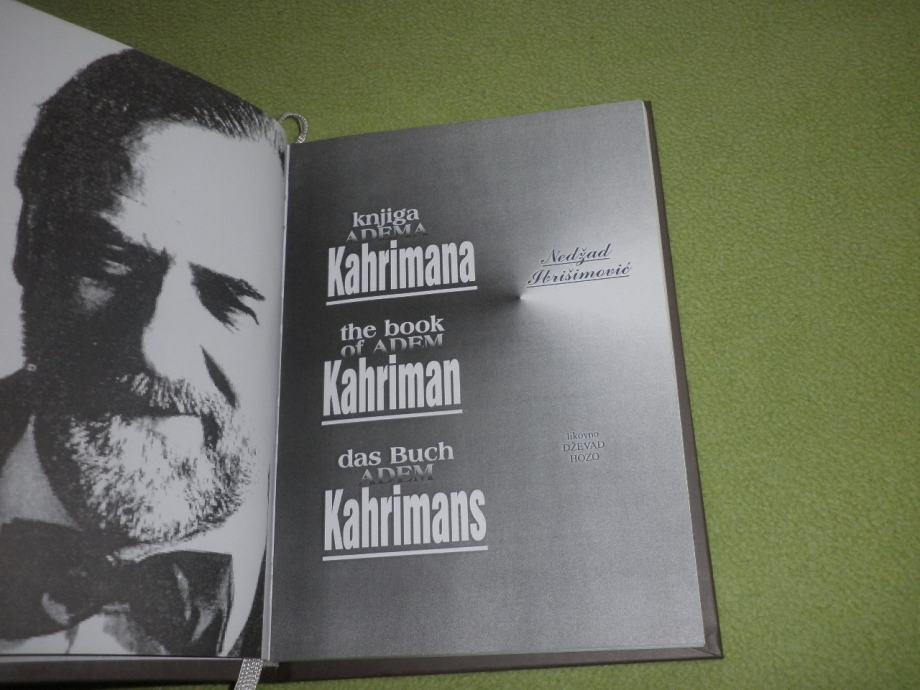 knjiga
ADEMA
Kahrimana
the book
of ADEM
Kahriman
das Buch
ADEM
Kahrimans
Nedžad
Ibrišimović
likovno
DŽEVAD
HOZO